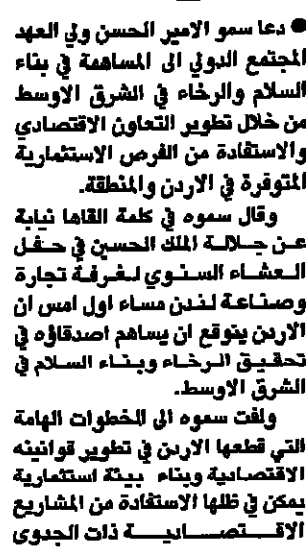 ● دعا سمو الامير الحسن ولي العهد
المجتمع الدولي الى المساهمة في بناء
السلام والرخاء في الشرق الاوسط
من خلال تطوير التعاون الاقتصادي
والاستفادة من الفرص الاستثمارية
المتوفرة في الاردن والمنطقة.
وقال سموه في كلمة القاها نيابة
عن جلالة الملك الحسين في حفل
العشاء السنوي لغرفة تجارة
وصناعة لندن مساء اول امس ان
الاردن يتوقع ان يساهم اصدقاؤه في
تحقيق الرخاء وبناء السلام في
الشرق الاوسط.
ولفت سموه الى الخطوات الهامة
التي قطعها الاردن في تطوير قوانينه
الاقتصادية وبناء بيئة استثمارية
يمكن في ظلها الاستفادة من المشاريع
الاقتصادية ذات الجدوى